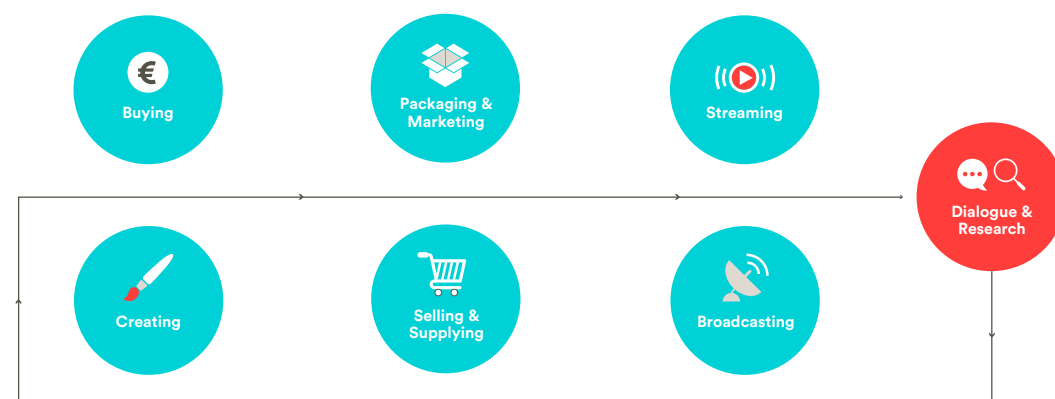 €
Buying
Packaging &
Marketing
Streaming
Dialogue &
Research
Creating
Selling &
Supplying
Broadcasting